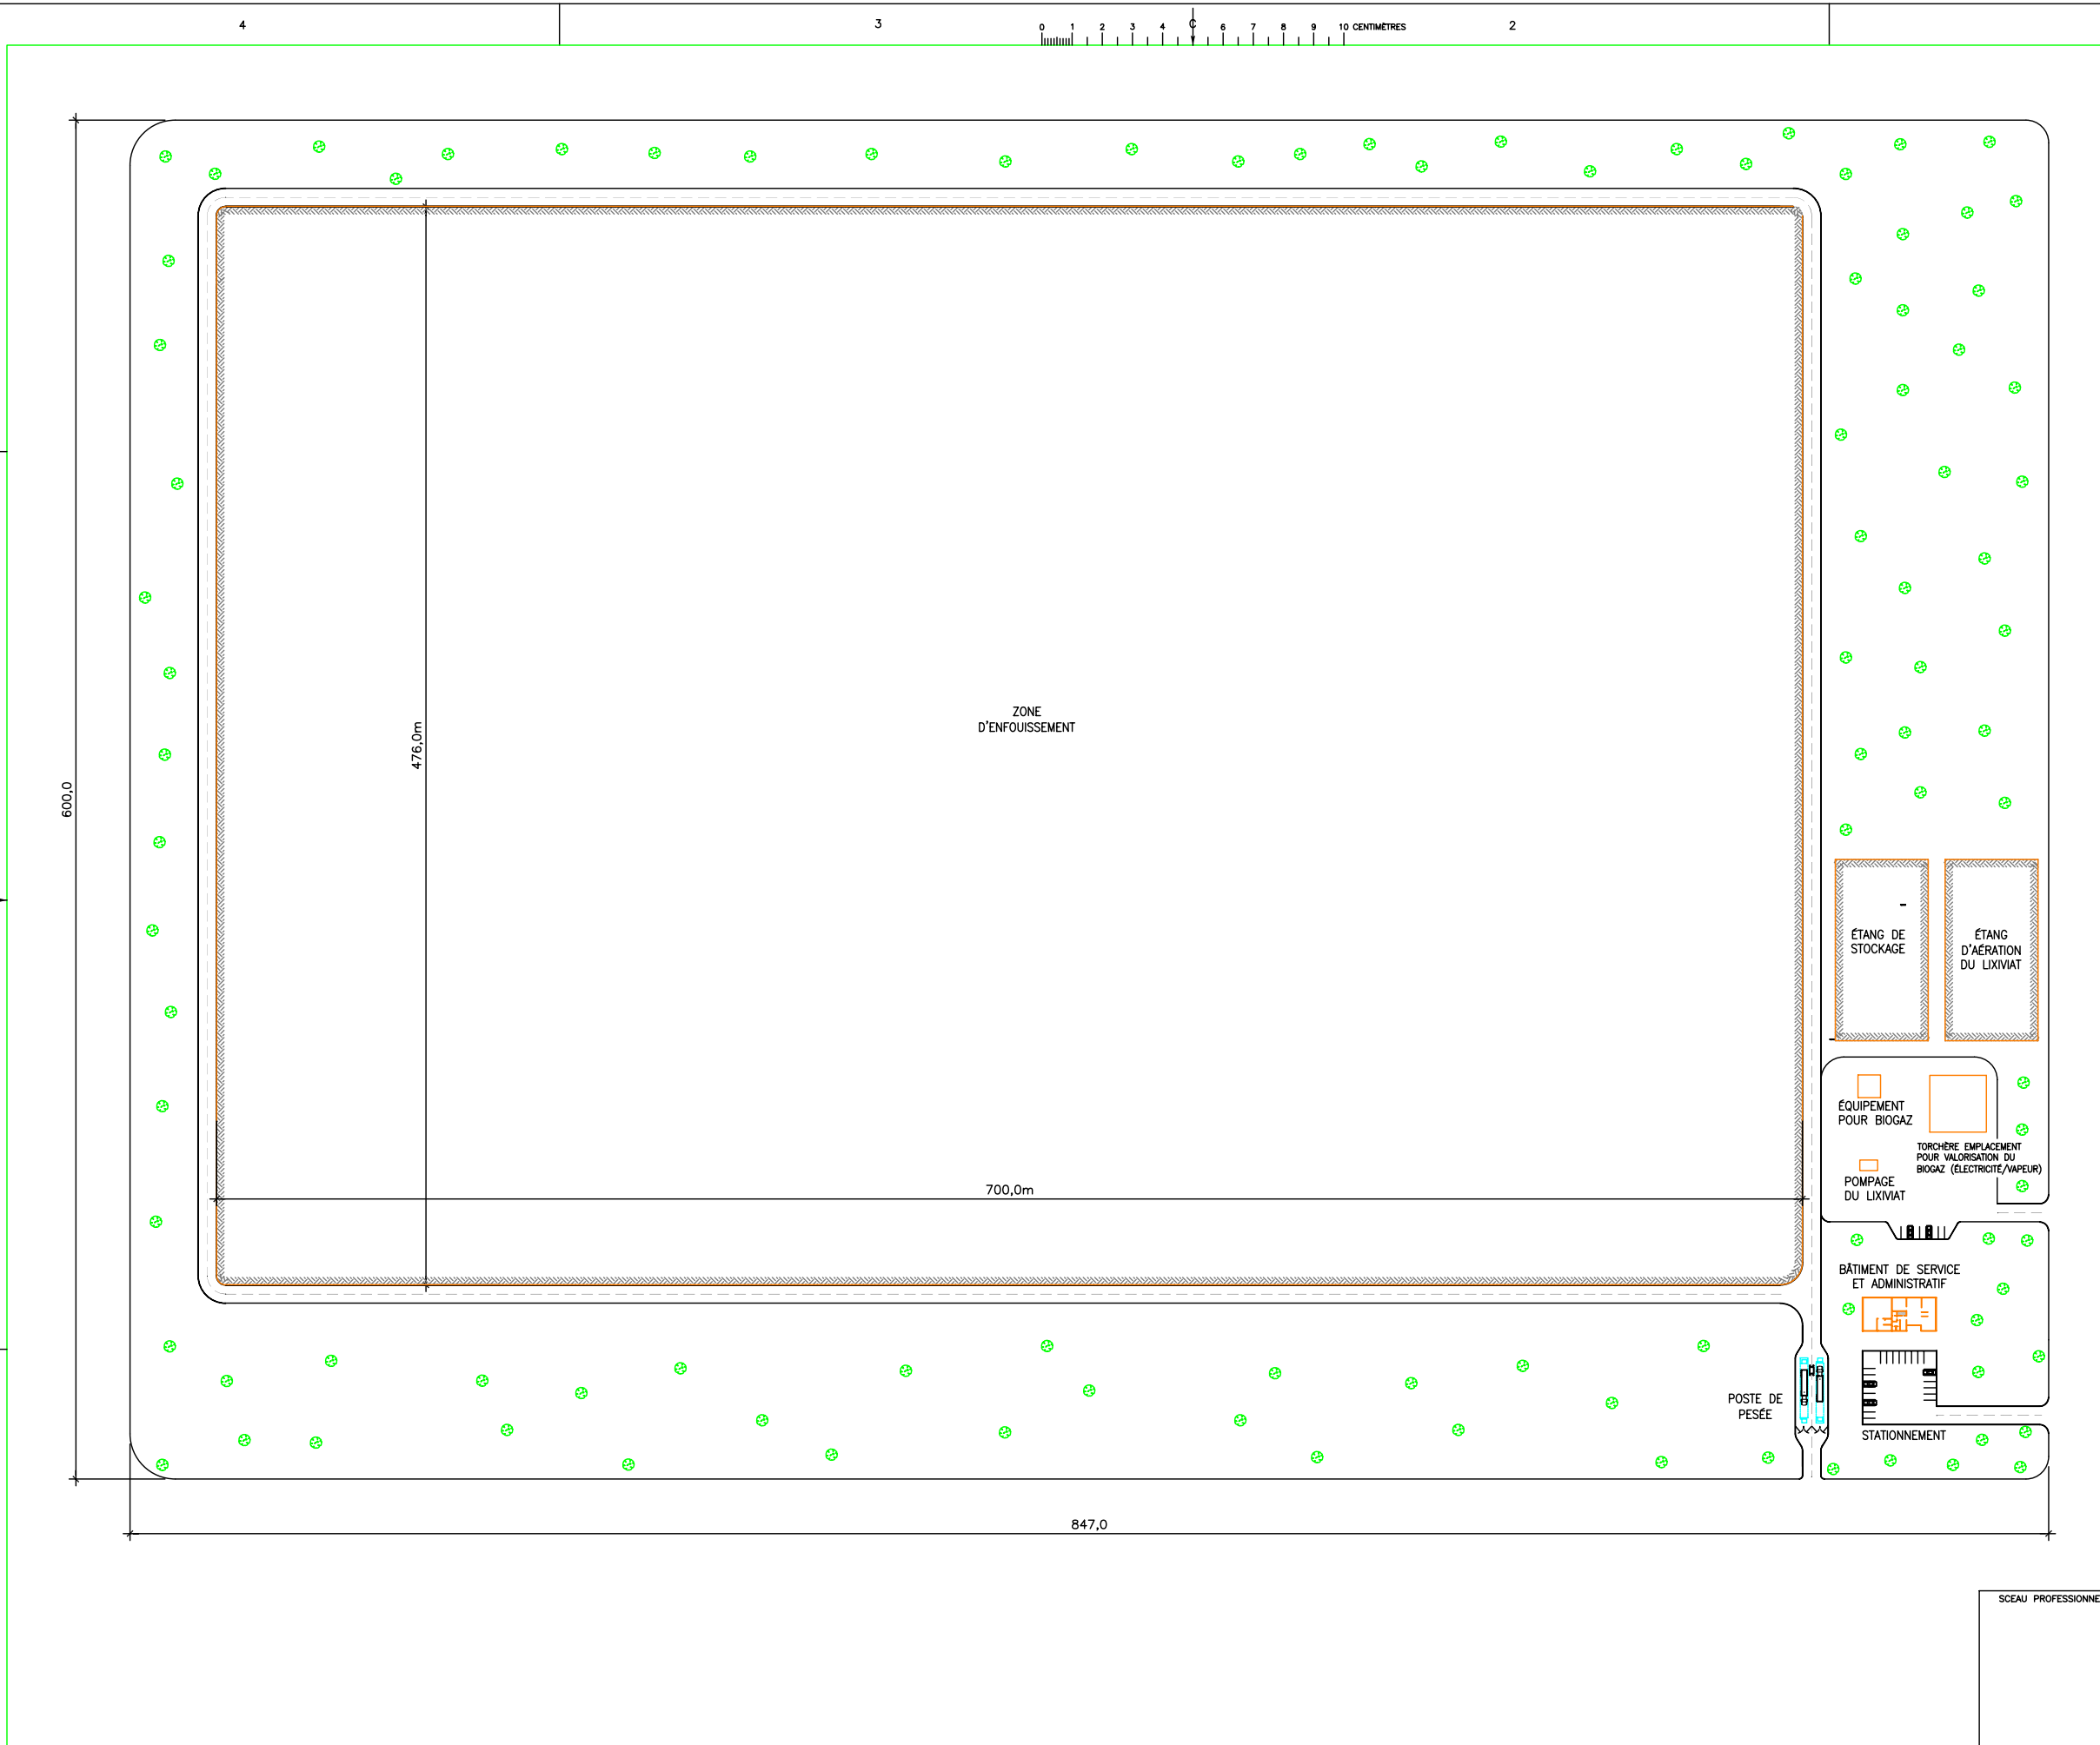 4
3
2
0 1 2 3 4 6 7 8 9 10 CENTIMÈTRES
ZONE
D'ENFOUISSEMENT
476,0m
600,0
ÉTANG DE
STOCKAGE
ÉTANG
D'AÉRATION
DU LIXIVIAT
ÉQUIPEMENT
POUR BIOGAZ
TORCHÈRE EMPLACEMENT
POUR VALORISATION DU
BIOGAZ (ÉLECTRICITÉ/VAPEUR)
POMPAGE
DU LIXIVIAT
700,0m
BÂTIMENT DE SERVICE
ET ADMINISTRATIF
POSTE DE
PESÉE
STATIONNEMENT
847,0
SCEAU PROFESSIONNE